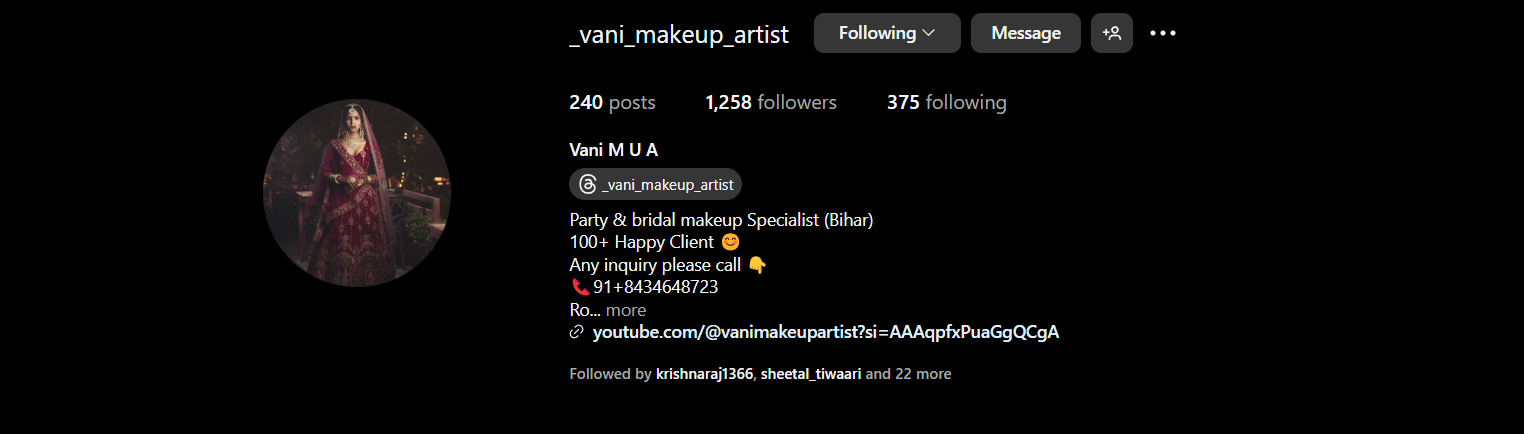 _vani_makeup_artist Following Message
240 posts 1,258 followers 375 following
Vani M U A
_vani_makeup_artist
Party & bridal makeup Specialist (Bihar)
100+ Happy Client 😊
Any inquiry please call 👇
📞91+8434648723
Ro... more
youtube.com/@vanimakeupartist?si=AAAqpfxPuaGgQCgA
Followed by krishnaraj1366, sheetal_tiwaari and 22 more